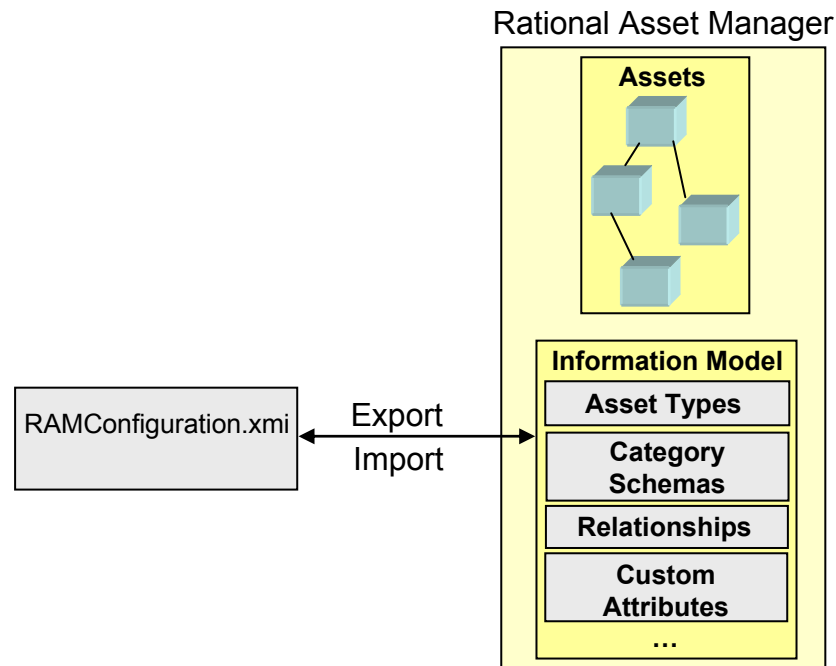 Rational Asset Manager
Assets
Information Model
Asset Types
Category
Schemas
Relationships
Custom
Attributes
...
RAMConfiguration.xmi
Export
Import